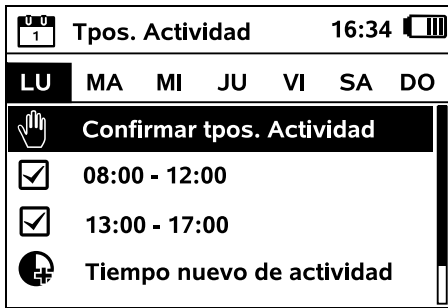 1 Tpos. Actividad 16:34
LU MA MI JU VI SA DO
Confirmar tpos. Actividad
08:00 - 12:00
13:00 - 17:00
Tiempo nuevo de actividad